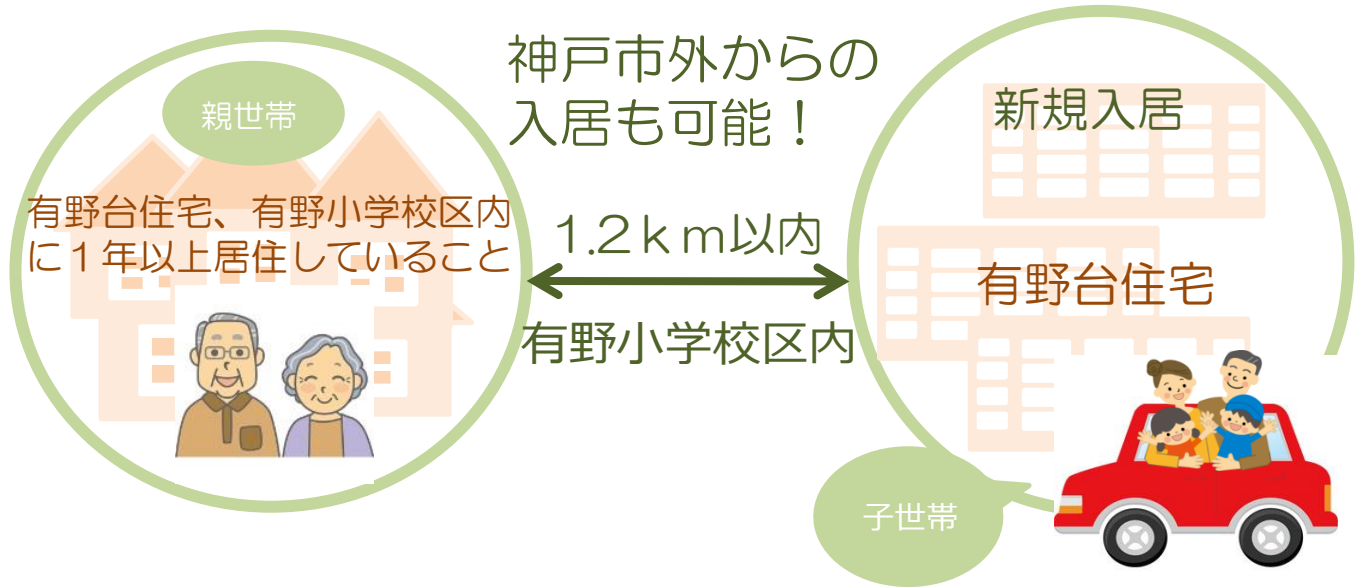 親世帯
有野台住宅、有野小学校区内
に１年以上居住していること
神戸市外からの
入居も可能！
1.2ｋｍ以内
有野小学校区内
新規入居
有野台住宅
子世帯